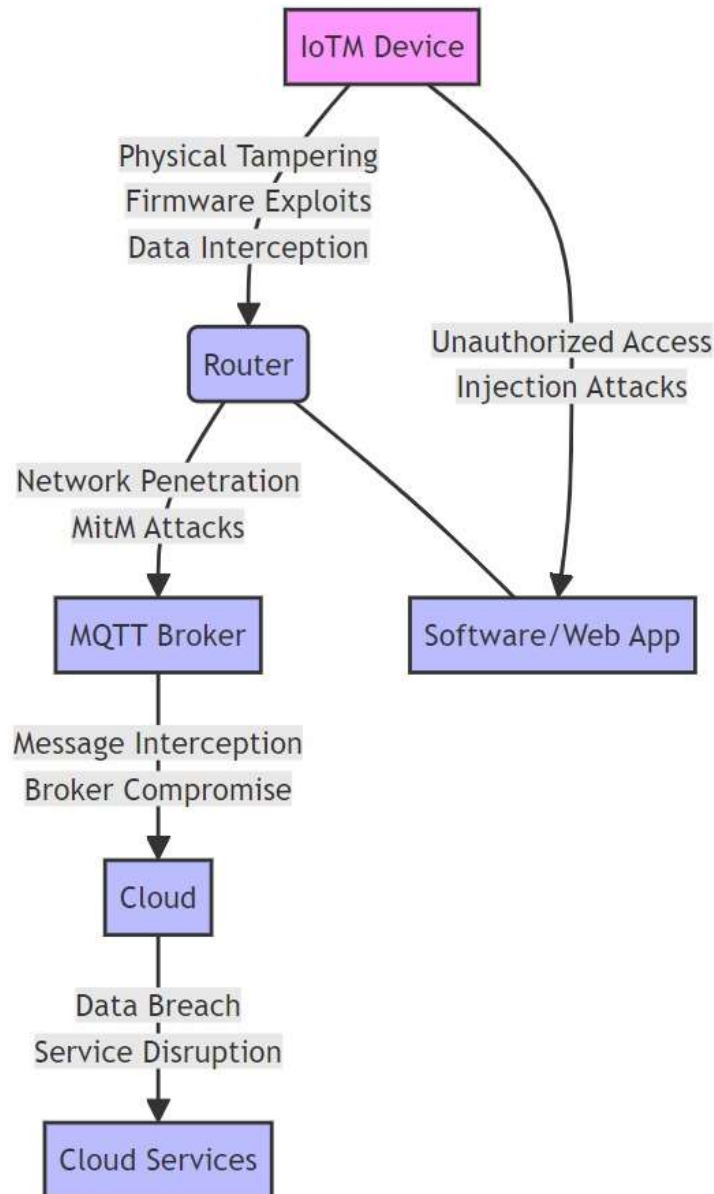 IoTM Device
Physical Tampering
Firmware Exploits
Data Interception
Unauthorized Access
Injection Attacks
Router
Network Penetration
MitM Attacks
MQTT Broker
Software/Web App
Message Interception
Broker Compromise
Cloud
Data Breach
Service Disruption
Cloud Services